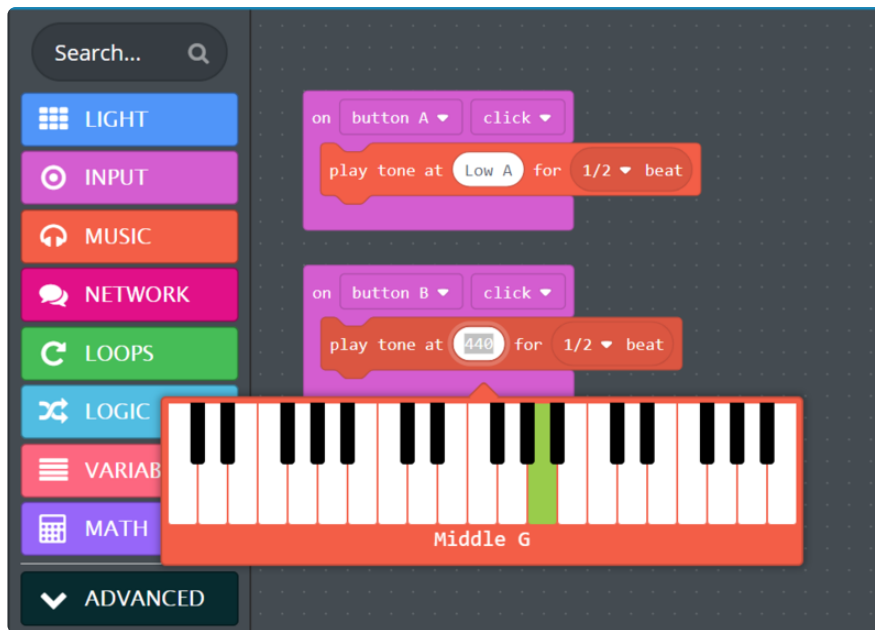 Search...
LIGHT
INPUT
MUSIC
NETWORK
LOOPS
LOGIC
VARIAB
MATH
ADVANCED
on button A click
play tone at Low A for 1/2 beat
on button B click
play tone at 440 for 1/2 beat
Middle G